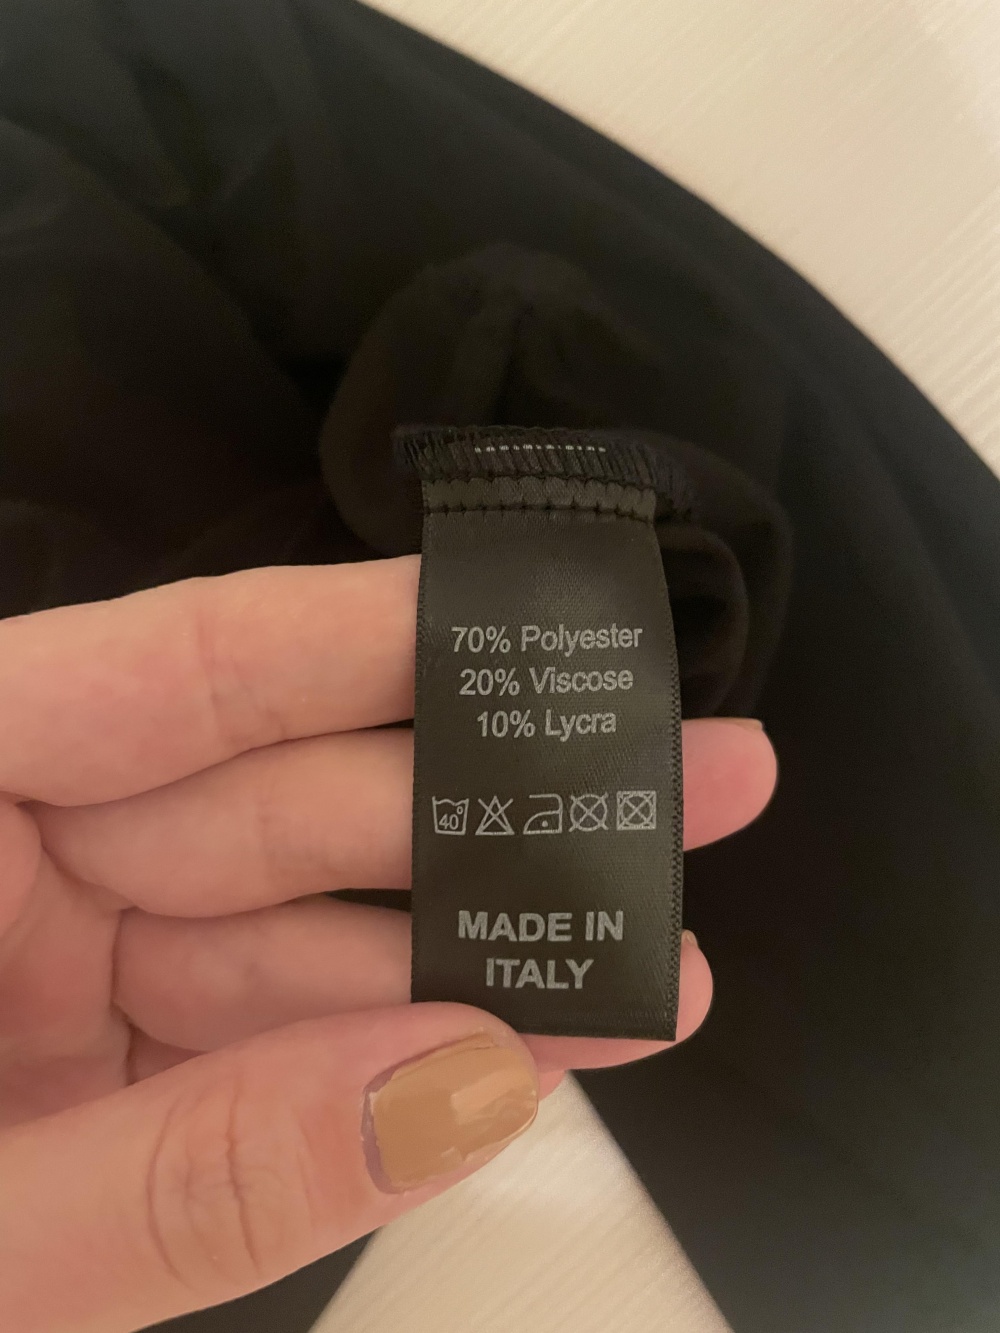 70% Polyester
20% Viscose
10% Lycra
40°
MADE IN
ITALY